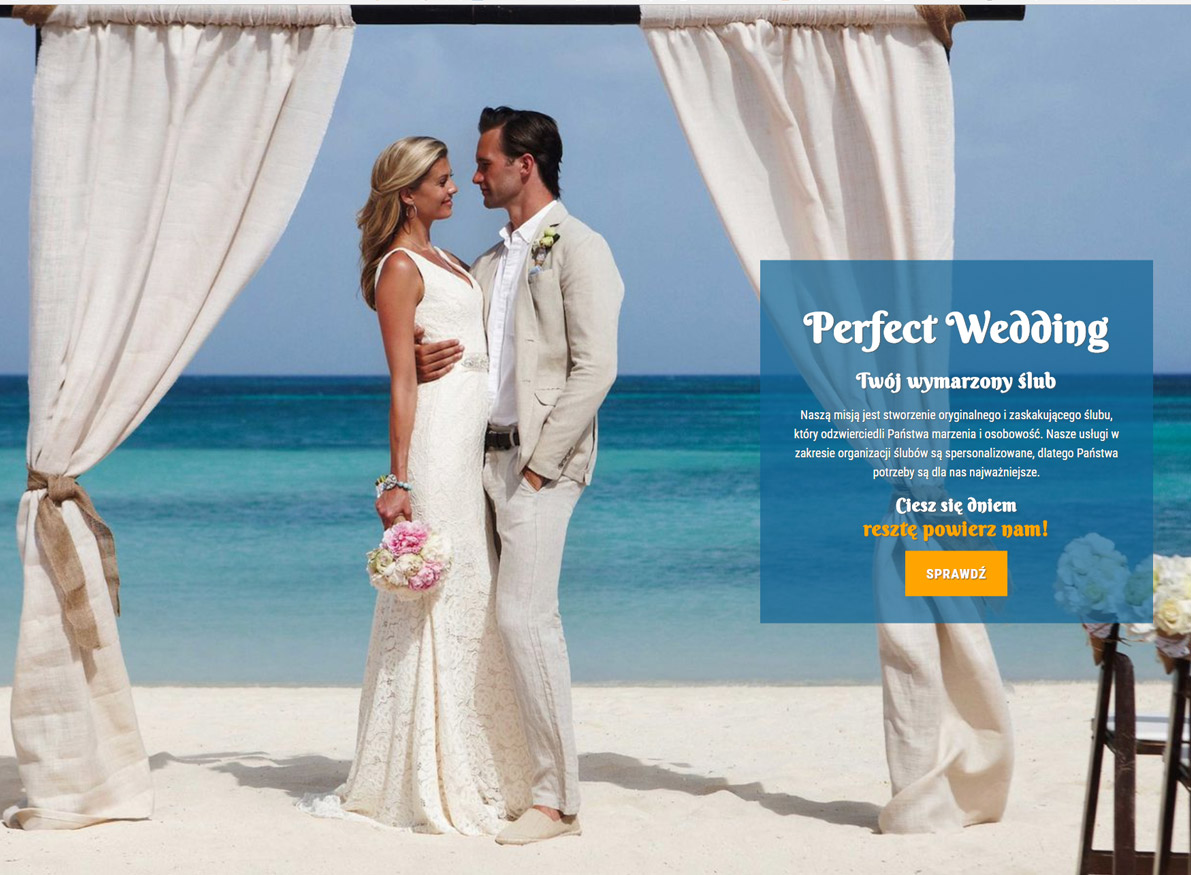 Perfect Wedding
Twój wymarzony ślub
Naszą misją jest stworzenie oryginalnego i zaskakującego ślubu,
który odzwierciedli Państwa marzenia i osobowość. Nasze usługi w
zakresie organizacji ślubów są spersonalizowane, dlatego Państwa
potrzeby są dla nas najważniejsze.
Ciesz się dniem
resztę powierz nam!
SPRAWDŹ